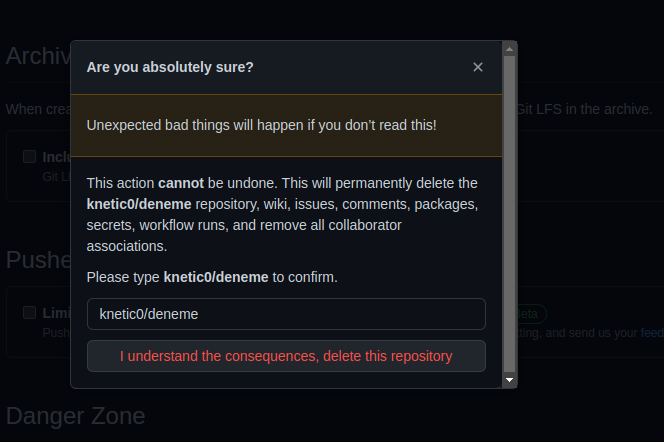 Archiv
Are you absolutely sure?
When crea
Git LFS in the archive.
Unexpected bad things will happen if you don’t read this!
Inclu
Git L
This action cannot be undone. This will permanently delete the
knetic0/deneme repository, wiki, issues, comments, packages,
secrets, workflow runs, and remove all collaborator
associations.
Pushe
Please type knetic0/deneme to confirm.
Limi
knetic0/deneme
Beta
Pushe
ting, and send us your feed
I understand the consequences, delete this repository
Danger Zone